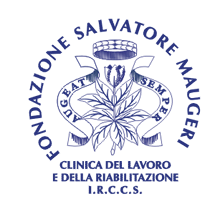 FONDAZIONE SALVATORE MAUGERI
AUGEAT SEMPER
CLINICA DEL LAVORO
E DELLA RIABILITAZIONE
I.R.C.C.S.